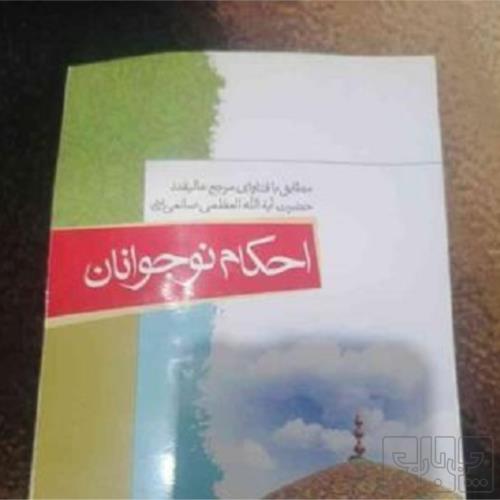 مطابق با فتاوای مرجع عالیقدر
حضرت آیة الله العظمی صانعی
احکام نوجوانان